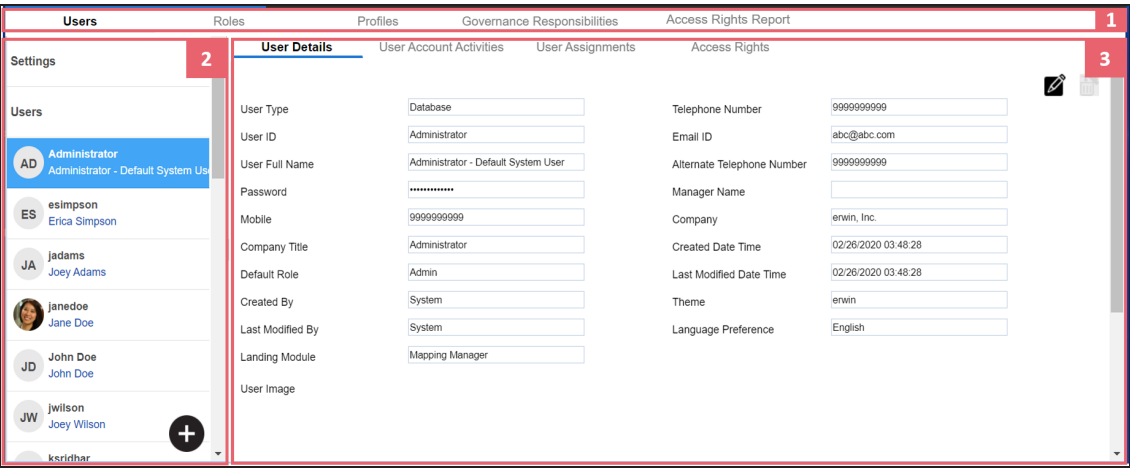 Users Roles Profiles Governance Responsibilities Access Rights Report 1
Settings 2
Users
AD Administrator
Administrator - Default System Use
ES esimpson
Erica Simpson
JA jadams
Joey Adams
janedoe
Jane Doe
JD John Doe
John Doe
JW jwilson
Joey Wilson
ksridhar
User Details User Account Activities User Assignments Access Rights 3
User Type Database Telephone Number 9999999999
User ID Administrator Email ID abc@abc.com
User Full Name Administrator - Default System User Alternate Telephone Number 9999999999
Password ••••••••••••• Manager Name
Mobile 9999999999 Company erwin, Inc.
Company Title Administrator Created Date Time 02/26/2020 03:48:28
Default Role Admin Last Modified Date Time 02/26/2020 03:48:28
Created By System Theme erwin
Last Modified By System Language Preference English
Landing Module Mapping Manager
User Image